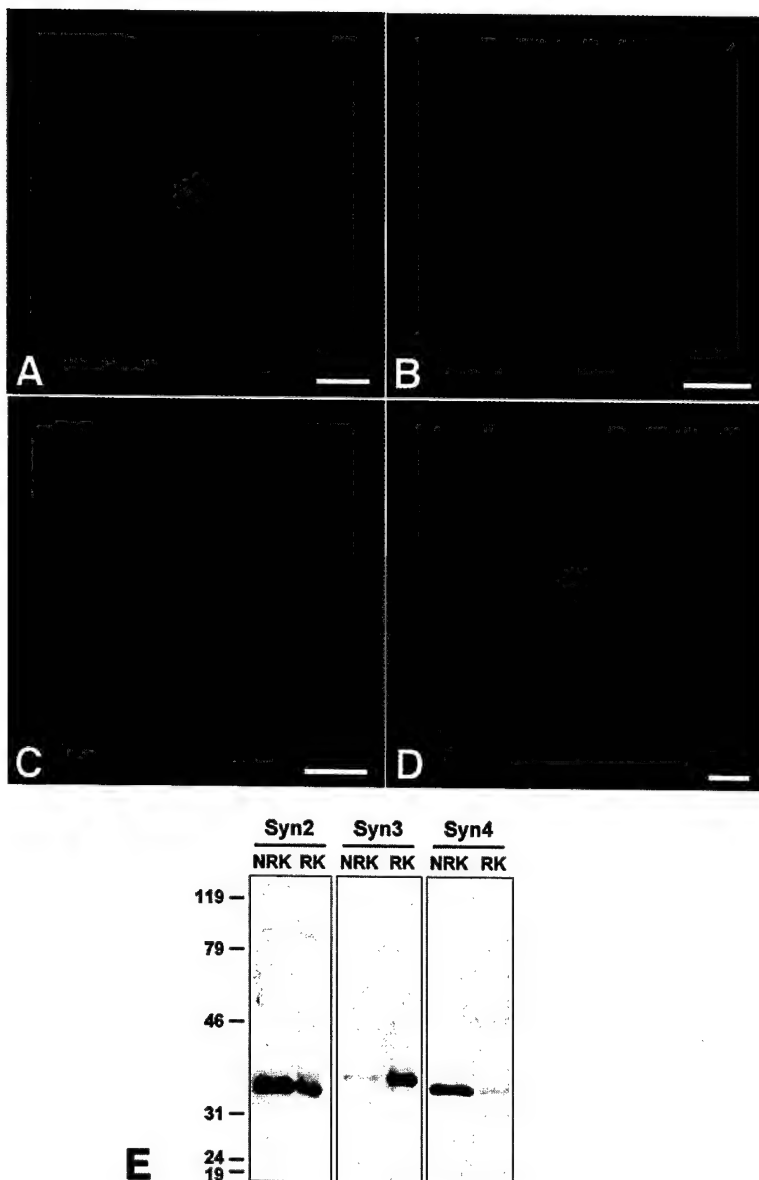 A
B
C
D
Syn2 Syn3 Syn4
NRK RK NRK RK NRK RK
119
79
46
31
24
19
E